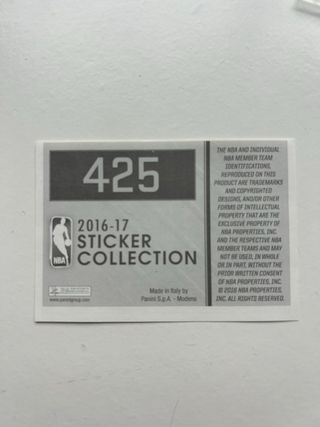 425
2016-17
STICKER
COLLECTION
NBA
www.paninigroup.com
Made in Italy by
Panini S.p.A. - Modena
THE NBA AND INDIVIDUAL
NBA MEMBER TEAM
IDENTIFICATIONS,
REPRODUCED ON THIS
PRODUCT ARE TRADEMARKS
AND COPYRIGHTED
DESIGNS, AND/OR OTHER
FORMS OF INTELLECTUAL
PROPERTY THAT ARE THE
EXCLUSIVE PROPERTY OF
NBA PROPERTIES, INC.
AND THE RESPECTIVE NBA
MEMBER TEAMS AND MAY
NOT BE USED, IN WHOLE
OR IN PART, WITHOUT THE
PRIOR WRITTEN CONSENT
OF NBA PROPERTIES, INC.
© 2016 NBA PROPERTIES,
INC. ALL RIGHTS RESERVED.